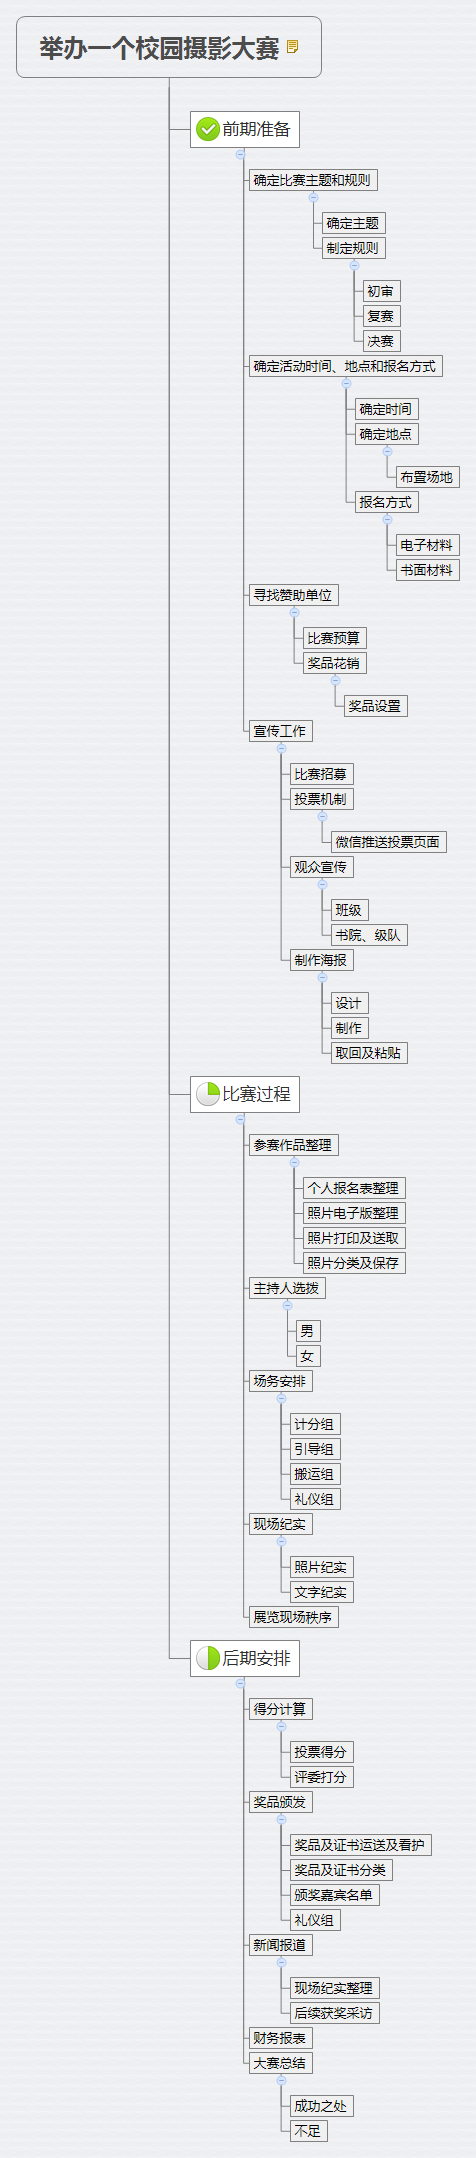 举办一个校园摄影大赛
前期准备
确定比赛主题和规则
确定主题
制定规则
初审
复赛
决赛
确定活动时间、地点和报名方式
确定时间
确定地点
布置场地
报名方式
电子材料
书面材料
寻找赞助单位
比赛预算
奖品花销
奖品设置
宣传工作
比赛招募
投票机制
微信推送投票页面
观众宣传
班级
书院、级队
制作海报
设计
制作
取回及粘贴
比赛过程
参赛作品整理
个人报名表整理
照片电子版整理
照片打印及送取
照片分类及保存
主持人选拨
男
女
场务安排
计分组
引导组
搬运组
礼仪组
现场纪实
照片纪实
文字纪实
展览现场秩序
后期安排
得分计算
投票得分
评委打分
奖品颁发
奖品及证书运送及看护
奖品及证书分类
颁奖嘉宾名单
礼仪组
新闻报道
现场纪实整理
后续获奖采访
财务报表
大赛总结
成功之处
不足